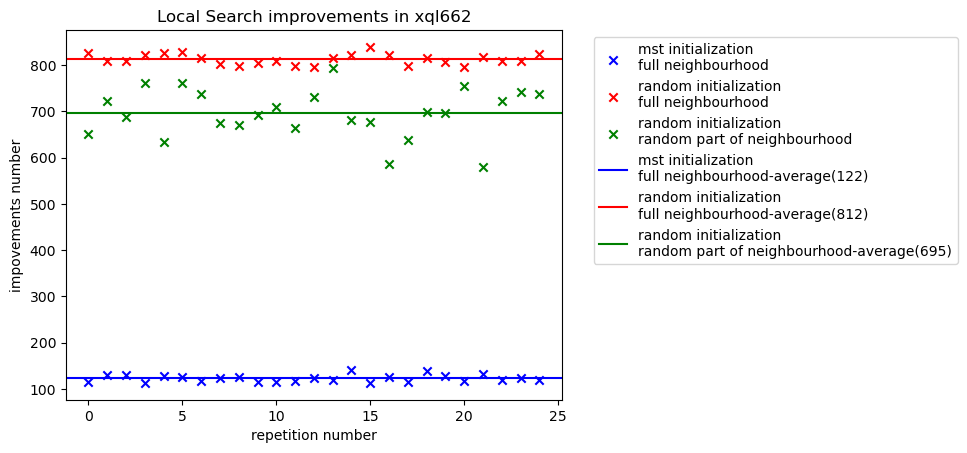 Local Search improvements in xql662
impovements number
800
700
600
500
400
300
200
100
0
5
10
15
20
25
repetition number
mst initialization
full neighbourhood
random initialization
full neighbourhood
random initialization
random part of neighbourhood
mst initialization
full neighbourhood-average(122)
random initialization
full neighbourhood-average(812)
random initialization
random part of neighbourhood-average(695)